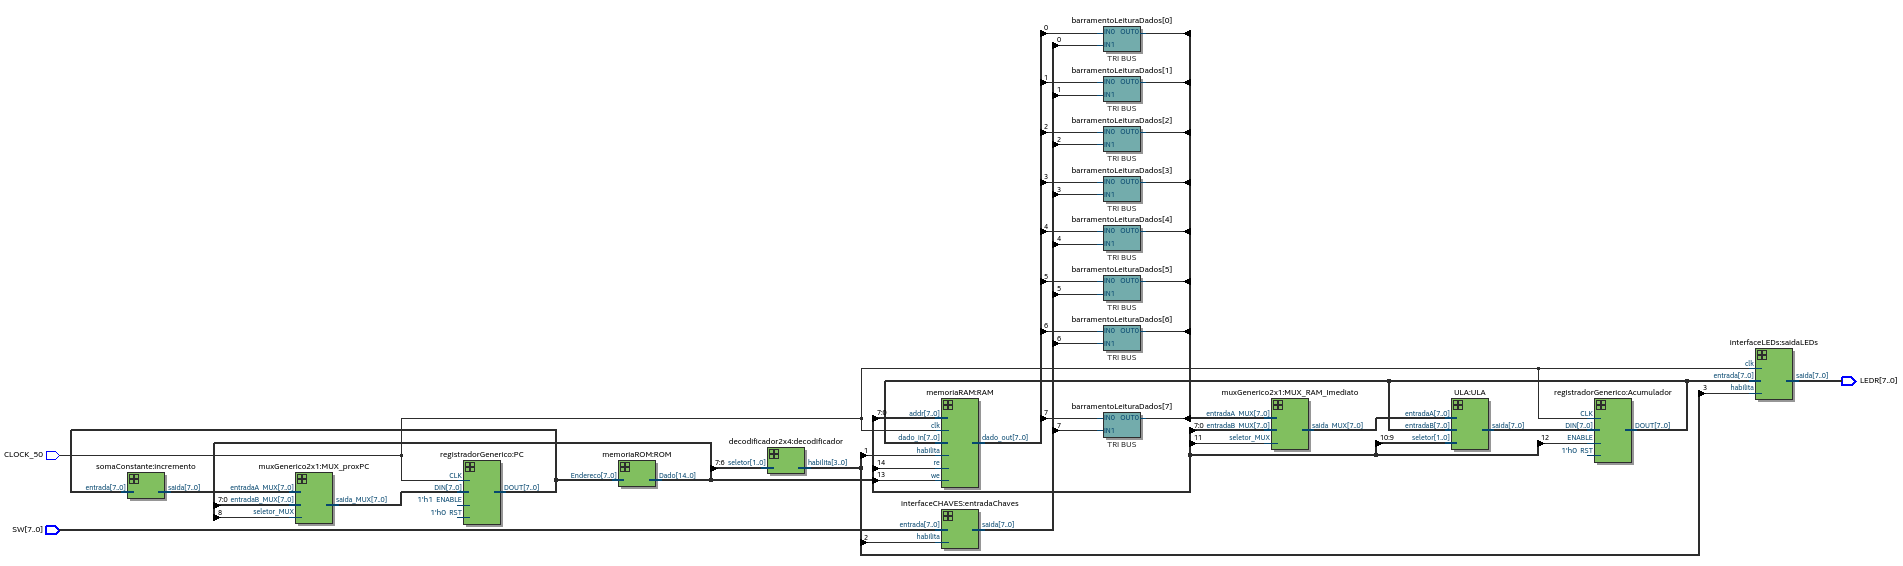 barramentoLeituraDados[0]
0
IN0 OUT0
0
IN1
TRI BUS
barramentoLeituraDados[1]
1
IN0 OUT0
1
IN1
TRI BUS
barramentoLeituraDados[2]
2
IN0 OUT0
2
IN1
TRI BUS
barramentoLeituraDados[3]
3
IN0 OUT0
3
IN1
TRI BUS
barramentoLeituraDados[4]
4
IN0 OUT0
4
IN1
TRI BUS
barramentoLeituraDados[5]
5
IN0 OUT0
5
IN1
TRI BUS
barramentoLeituraDados[6]
6
IN0 OUT0
6
IN1
TRI BUS
barramentoLeituraDados[7]
7
IN0 OUT0
7
IN1
TRI BUS
CLOCK_50
SW[7..0]
somaConstante:incremento
entrada[7..0]
saida[7..0]
muxGenerico2x1:MUX_proxPC
entradaA_MUX[7..0]
7:0 entradaB_MUX[7..0]
saida_MUX[7..0]
8
seletor_MUX
registradorGenerico:PC
CLK
DIN[7..0]
DOUT[7..0]
1'h1 ENABLE
1'h0 RST
memoriaROM:ROM
Endereco[7..0]
Dado[14..0]
decodificador2x4:decodificador
7:6 seletor[1..0]
habilita[3..0]
memoriaRAM:RAM
7:0
addr[7..0]
clk
dado_in[7..0]
dado_out[7..0]
1
habilita
14
re
13
we
interfaceCHAVES:entradaChaves
entrada[7..0]
saida[7..0]
2
habilita
muxGenerico2x1:MUX_RAM_Imediato
entradaA_MUX[7..0]
7:0 entradaB_MUX[7..0]
saida_MUX[7..0]
11
seletor_MUX
ULA:ULA
entradaA[7..0]
entradaB[7..0]
saida[7..0]
10:9
seletor[1..0]
registradorGenerico:Acumulador
CLK
DIN[7..0]
DOUT[7..0]
12
ENABLE
1'h0 RST
interfaceLEDs:saidaLEDs
clk
entrada[7..0]
saida[7..0]
3
habilita
LEDR[7..0]